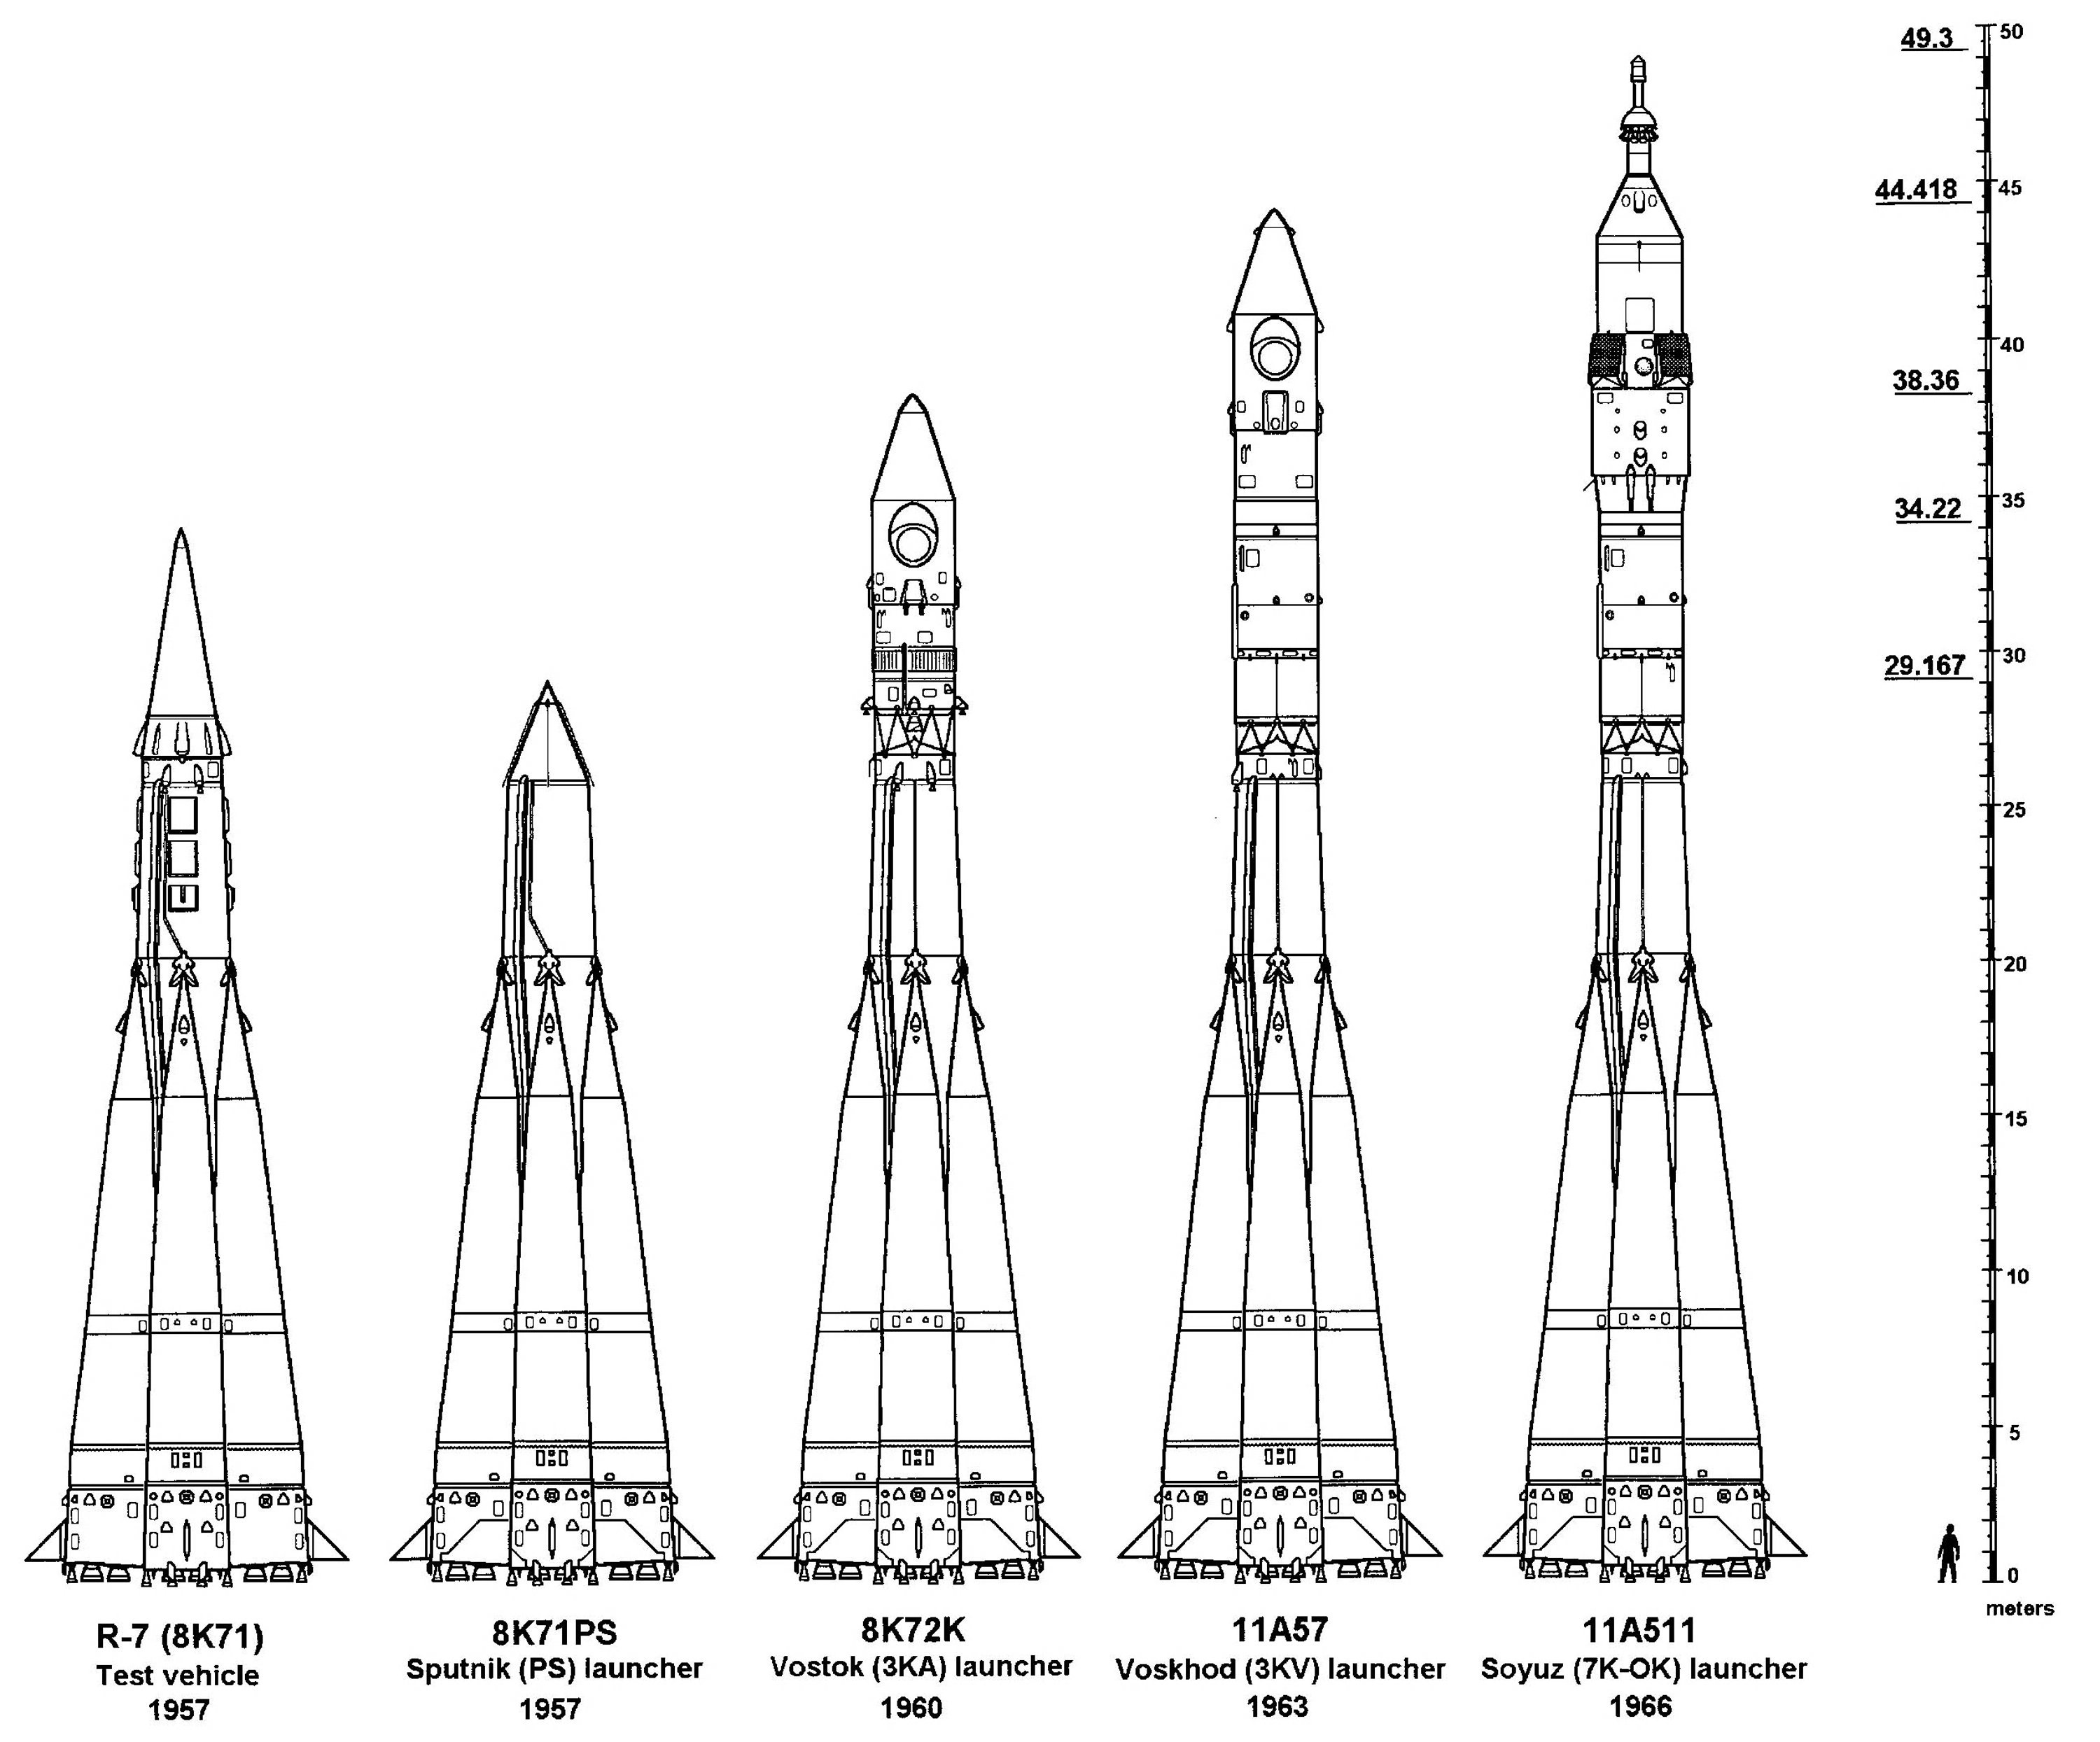 50
49.3
45
44.418
40
38.36
35
34.22
30
29.167
25
20
15
10
5
0
meters
R-7 (8K71)
Test vehicle
1957
8K71PS
Sputnik (PS) launcher
1957
8K72K
Vostok (3KA) launcher
1960
11A57
Voskhod (3KV) launcher
1963
11A511
Soyuz (7K-OK) launcher
1966